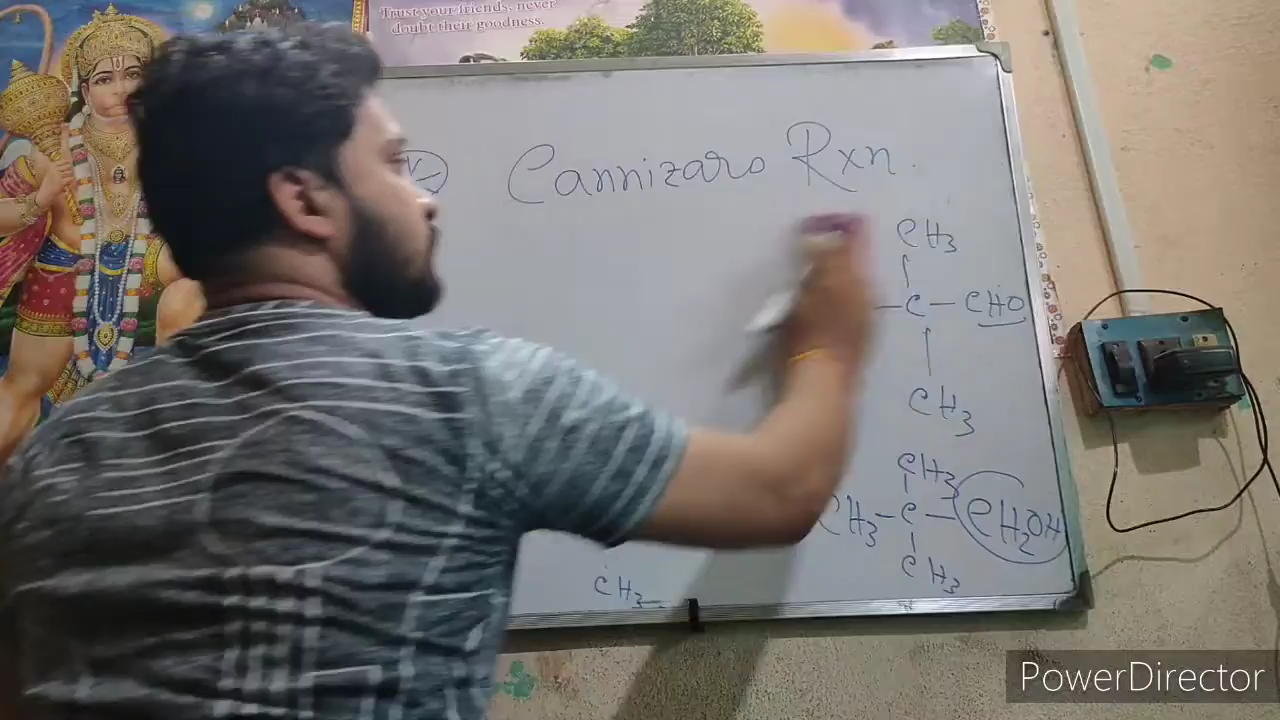 Trust your friends, never
doubt their goodness.
Cannizaro Rxn.
CH3
|
— C — CHO
|
CH3
CH3
|
CH3 — C — CH2OH
|
CH3
CH3 —
PowerDirector